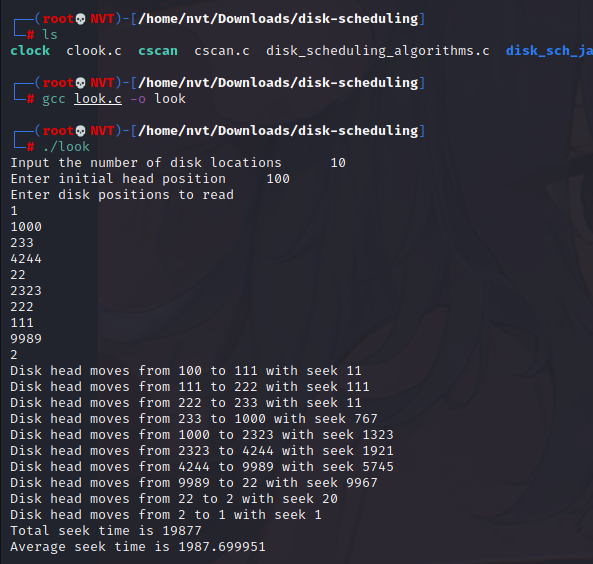 ┌──(root💀NVT)-[/home/nvt/Downloads/disk-scheduling]
└─# ls
clock  clook.c  cscan  cscan.c  disk_scheduling_algorithms.c  disk_sch_ja
┌──(root💀NVT)-[/home/nvt/Downloads/disk-scheduling]
└─# gcc look.c -o look
┌──(root💀NVT)-[/home/nvt/Downloads/disk-scheduling]
└─# ./look
Input the number of disk locations      10
Enter initial head position     100
Enter disk positions to read
1
1000
233
4244
22
2323
222
111
9989
2
Disk head moves from 100 to 111 with seek 11
Disk head moves from 111 to 222 with seek 111
Disk head moves from 222 to 233 with seek 11
Disk head moves from 233 to 1000 with seek 767
Disk head moves from 1000 to 2323 with seek 1323
Disk head moves from 2323 to 4244 with seek 1921
Disk head moves from 4244 to 9989 with seek 5745
Disk head moves from 9989 to 22 with seek 9967
Disk head moves from 22 to 2 with seek 20
Disk head moves from 2 to 1 with seek 1
Total seek time is 19877
Average seek time is 1987.699951